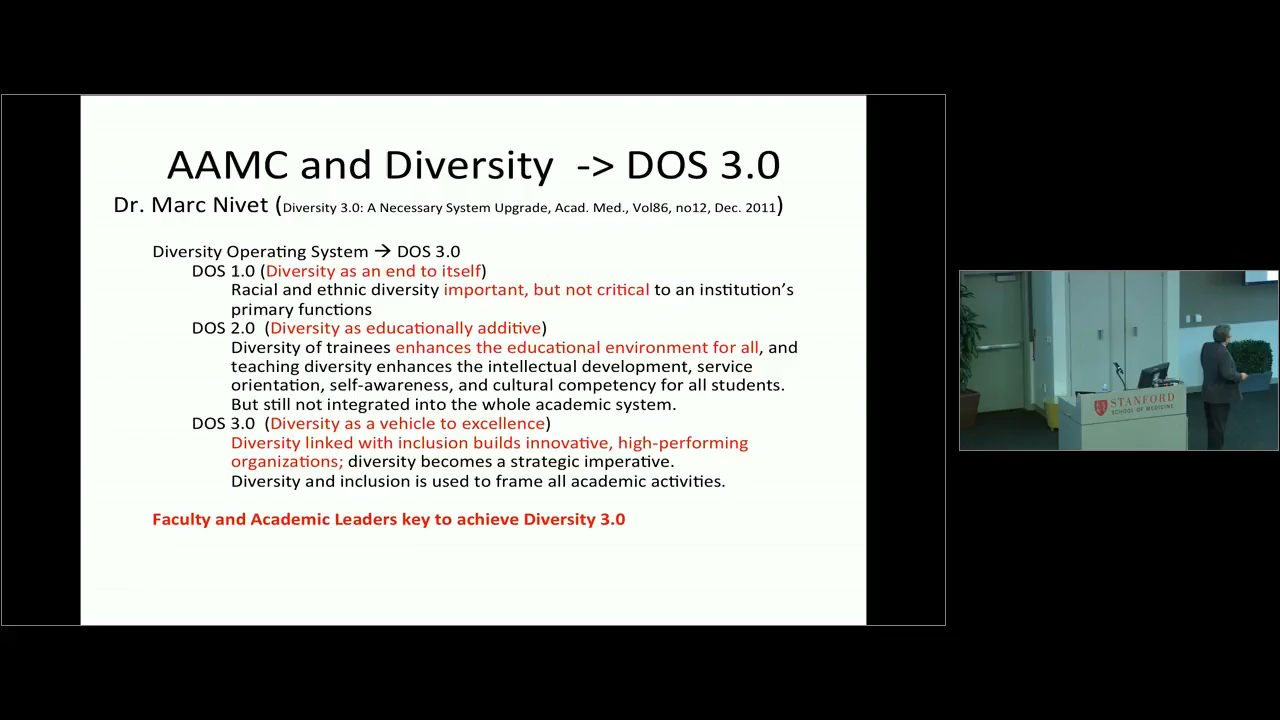 AAMC and Diversity -> DOS 3.0
Dr. Marc Nivet (Diversity 3.0: A Necessary System Upgrade, Acad. Med., Vol86, no12, Dec. 2011)
Diversity Operating System → DOS 3.0
DOS 1.0 (Diversity as an end to itself)
Racial and ethnic diversity important, but not critical to an institution’s
primary functions
DOS 2.0 (Diversity as educationally additive)
Diversity of trainees enhances the educational environment for all, and
teaching diversity enhances the intellectual development, service
orientation, self-awareness, and cultural competency for all students.
But still not integrated into the whole academic system.
DOS 3.0 (Diversity as a vehicle to excellence)
Diversity linked with inclusion builds innovative, high-performing
organizations; diversity becomes a strategic imperative.
Diversity and inclusion is used to frame all academic activities.
Faculty and Academic Leaders key to achieve Diversity 3.0
STANFORD
SCHOOL OF MEDICINE